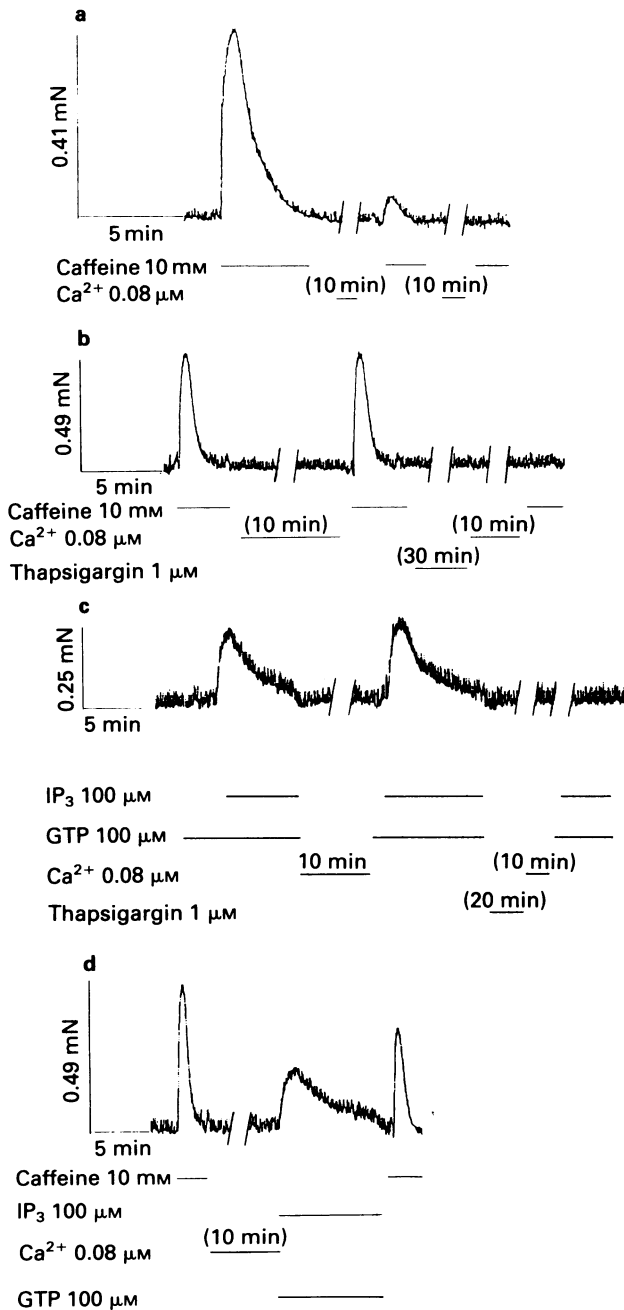 a
0.41 mN
5 min
Caffeine 10 mM
(10 min) (10 min)
Ca2+ 0.08 μM
b
0.49 mN
5 min
Caffeine 10 mM
(10 min) (10 min)
Ca2+ 0.08 μM
(30 min)
Thapsigargin 1 μM
c
0.25 mN
5 min
IP3 100 μM
GTP 100 μM
10 min (10 min)
Ca2+ 0.08 μM
(20 min)
Thapsigargin 1 μM
d
0.49 mN
5 min
Caffeine 10 mM
IP3 100 μM
(10 min)
Ca2+ 0.08 μM
GTP 100 μM